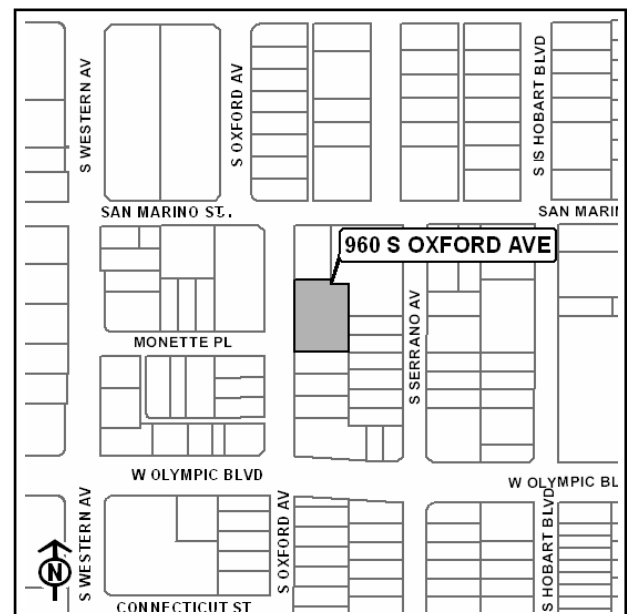 S WESTERN AV
S OXFORD AV
S IS HOBART BLVD
SAN MARINO ST.
SAN MARIN
960 S OXFORD AVE
MONETTE PL
S SERRANO AV
W OLYMPIC BLVD
W OLYMPIC BL
S WESTERN AV
S OXFORD AV
S HOBART BLVD
N
CONNECTICUT ST